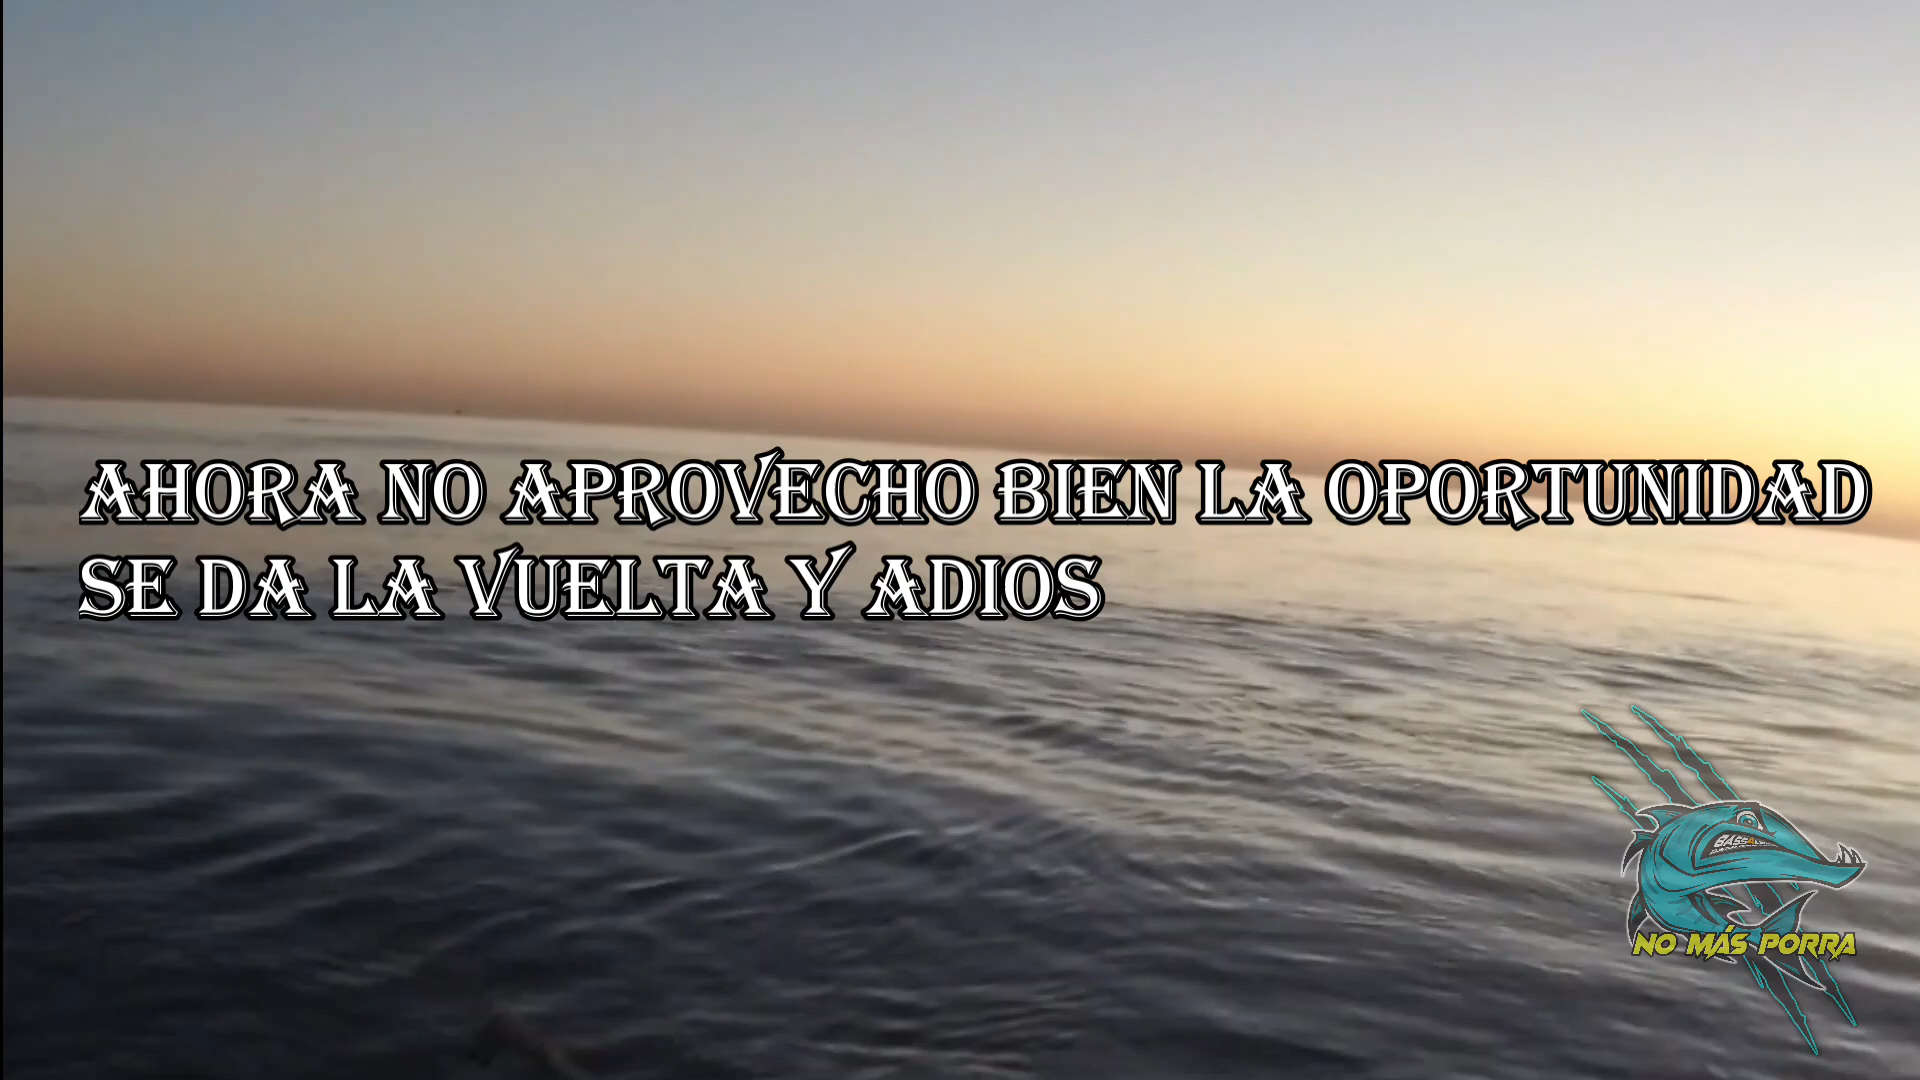 AHORA NO APROVECHO BIEN LA OPORTUNIDAD
SE DA LA VUELTA Y ADIOS
NO MÁS PORRA